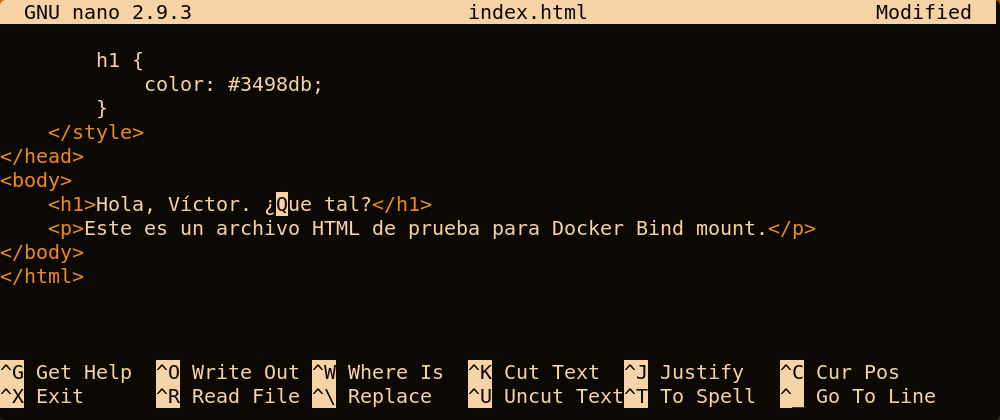 GNU nano 2.9.3 index.html Modified
h1 {
color: #3498db;
}
</style>
</head>
<body>
<h1>Hola, Víctor. ¿Que tal?</h1>
<p>Este es un archivo HTML de prueba para Docker Bind mount.</p>
</body>
</html>
^G Get Help ^O Write Out ^W Where Is ^K Cut Text ^J Justify ^C Cur Pos
^X Exit ^R Read File ^\ Replace ^U Uncut Text ^T To Spell ^_ Go To Line